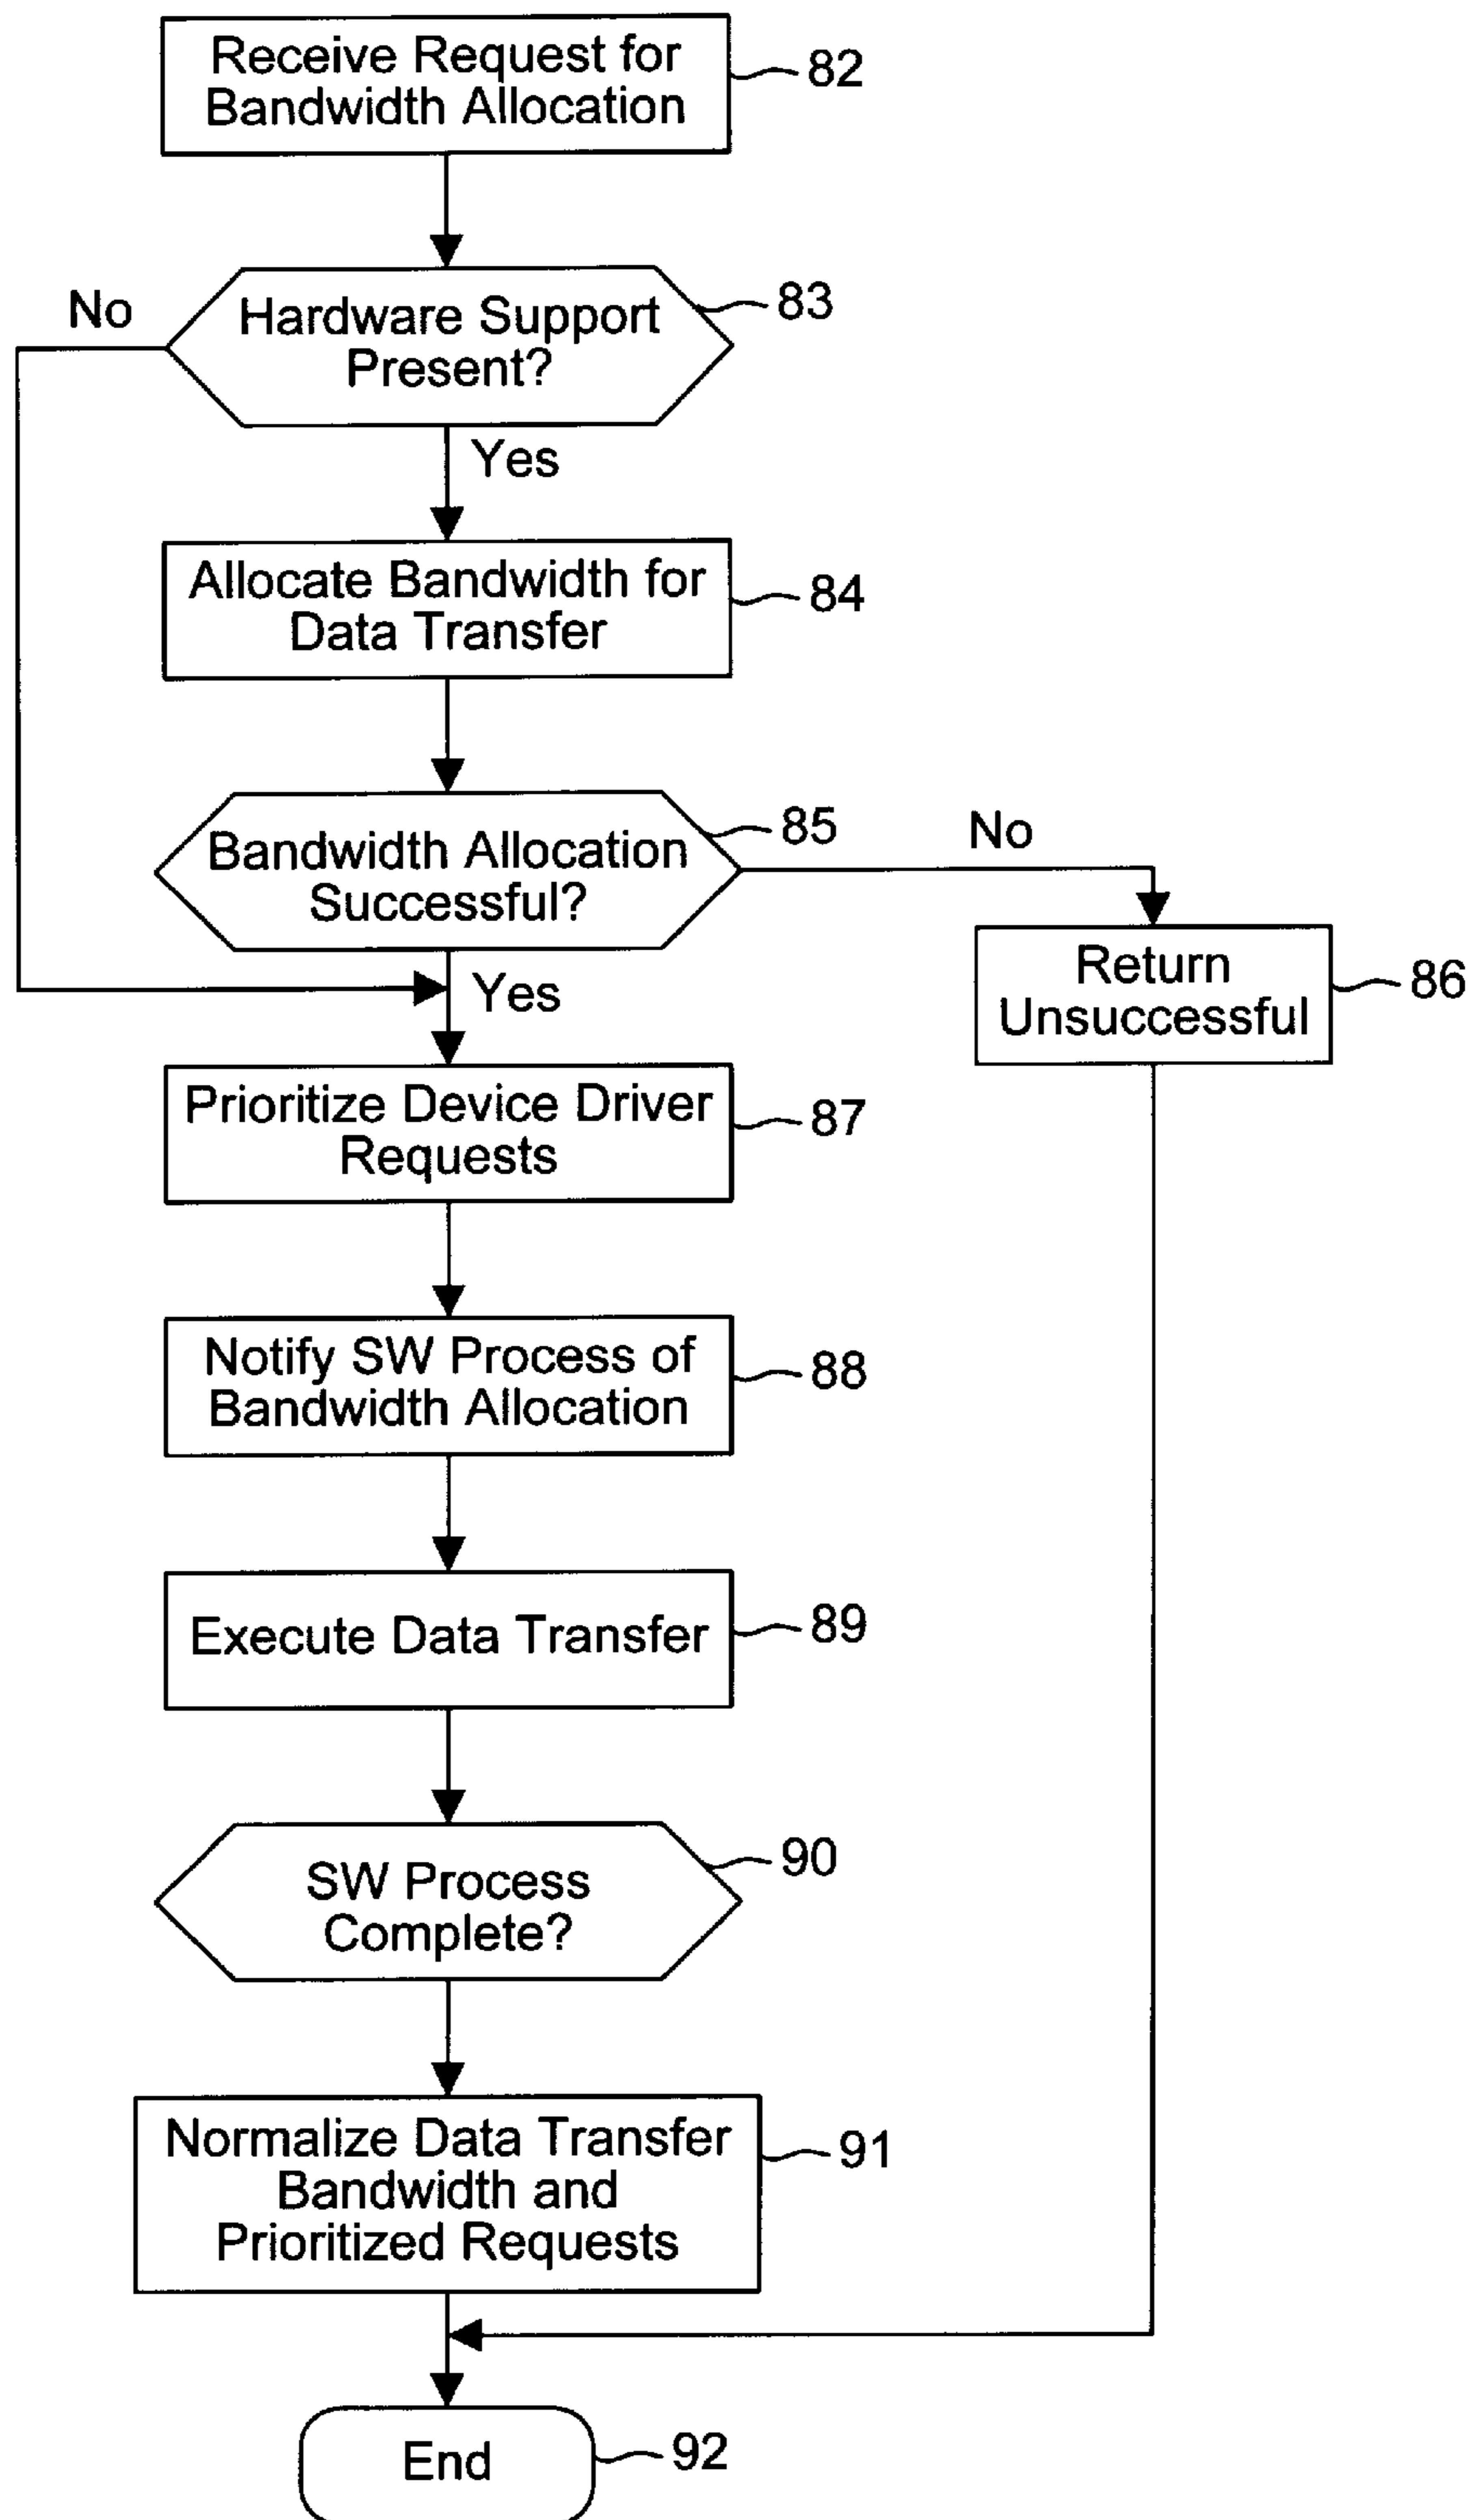 Receive Request for
Bandwidth Allocation
82
Hardware Support
Present?
83
No
Yes
Allocate Bandwidth for
Data Transfer
84
Bandwidth Allocation
Successful?
85
No
Yes
Return
Unsuccessful
86
Prioritize Device Driver
Requests
87
Notify SW Process of
Bandwidth Allocation
88
Execute Data Transfer
89
SW Process
Complete?
90
Normalize Data Transfer
Bandwidth and
Prioritized Requests
91
End
92